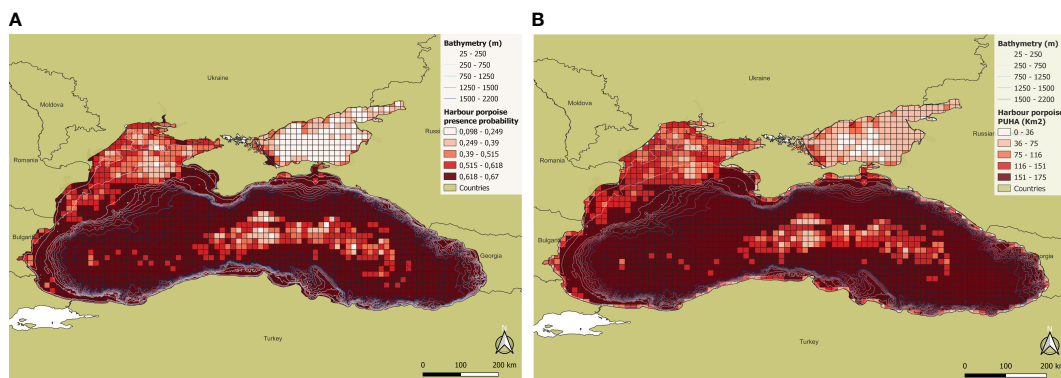 A
Bathymetry (m)
25 - 250
250 - 750
750 - 1250
1250 - 1500
1500 - 2200
Harbour porpoise
presence probability
0,098 - 0,249
0,249 - 0,39
0,39 - 0,515
0,515 - 0,618
0,618 - 0,67
Countries
Ukraine
Moldova
Romania
Russi
Bulgaria
Georgia
Turkey
N
0 100 200 km
B
Bathymetry (m)
25 - 250
250 - 750
750 - 1250
1250 - 1500
1500 - 2200
Harbour porpoise
PUHA (Km2)
0 - 36
36 - 75
75 - 116
116 - 151
151 - 175
Countries
Ukraine
Moldova
Romania
Russian
Bulgaria
Georgia
Turkey
N
0 100 200 km